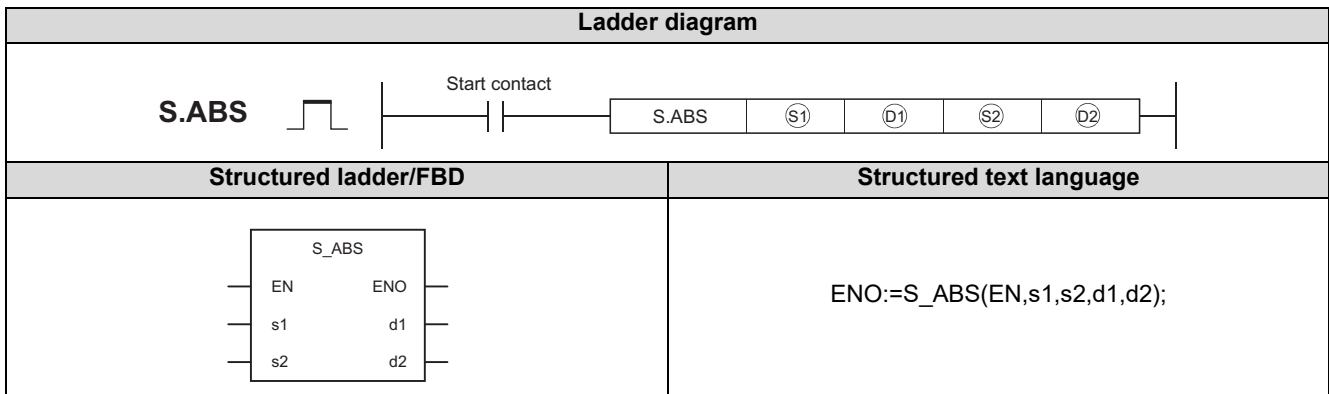 Ladder diagram
Start contact
S.ABS
S.ABS S1 D1 S2 D2
Structured ladder/FBD
Structured text language
S_ABS
EN ENO
s1 d1
s2 d2
ENO:=S_ABS(EN,s1,s2,d1,d2);